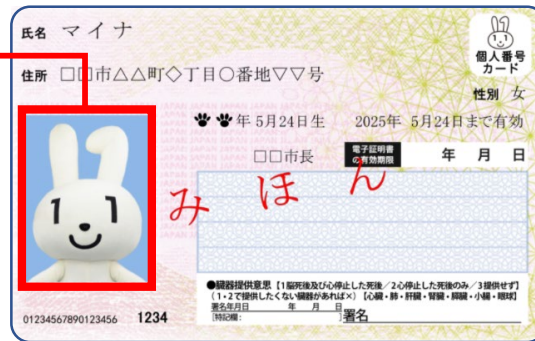 氏名 マイナ
個人番号
カード
住所 □□市△△町◇丁目○番地▽▽号
性別 女
年 5月24日生 2025年 5月24日まで有効
□□市長 電子証明書の有効期限 年 月 日
みほん
●臓器提供意思【1脳死後及び心停止した死後/2心停止した死後のみ/3提供せず】
(1・2で提供したくない臓器があれば×)【心臓・肺・肝臓・腎臓・膵臓・小腸・眼球】
署名年月日 年 月 日
[特記欄: ]署名
01234567890123456 1234